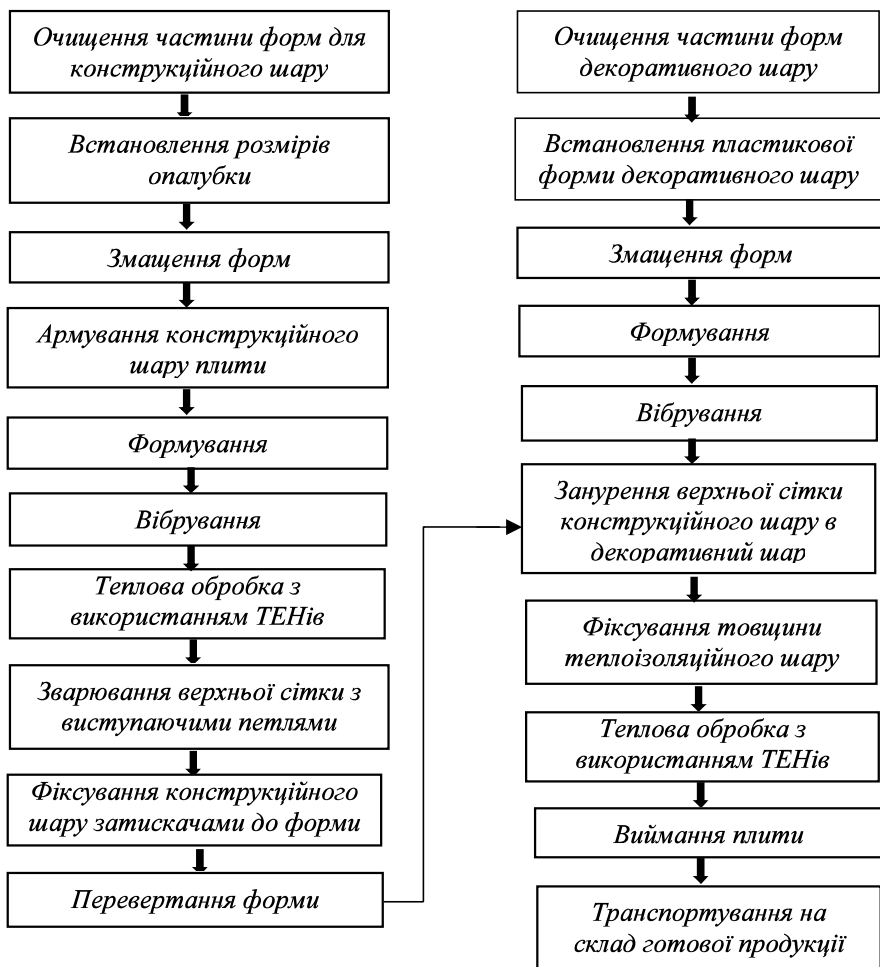 Очищення частини форм для
конструкційного шару
Встановлення розмірів
опалубки
Змащення форм
Армування конструкційного
шару плити
Формування
Вібрування
Теплова обробка з
використанням ТЕНів
Зварювання верхньої сітки з
виступаючими петлями
Фіксування конструкційного
шару затискачами до форми
Перевертання форми
Очищення частини форм
декоративного шару
Встановлення пластикової
форми декоративного шару
Змащення форм
Формування
Вібрування
Занурення верхньої сітки
конструкційного шару в
декоративний шар
Фіксування товщини
теплоізоляційного шару
Теплова обробка з
використанням ТЕНів
Виймання плити
Транспортування на
склад готової продукції